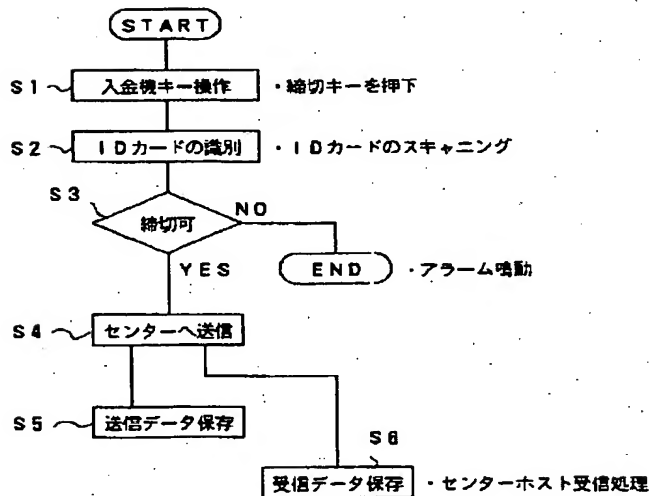 START
S1 入金機キー操作 ・締切キーを押下
S2 IDカードの識別 ・IDカードのスキャニング
S3
締切可 NO
YES END ・アラーム鳴動
S4 センターへ送信
S5 送信データ保存
S6
受信データ保存 ・センターホスト受信処理